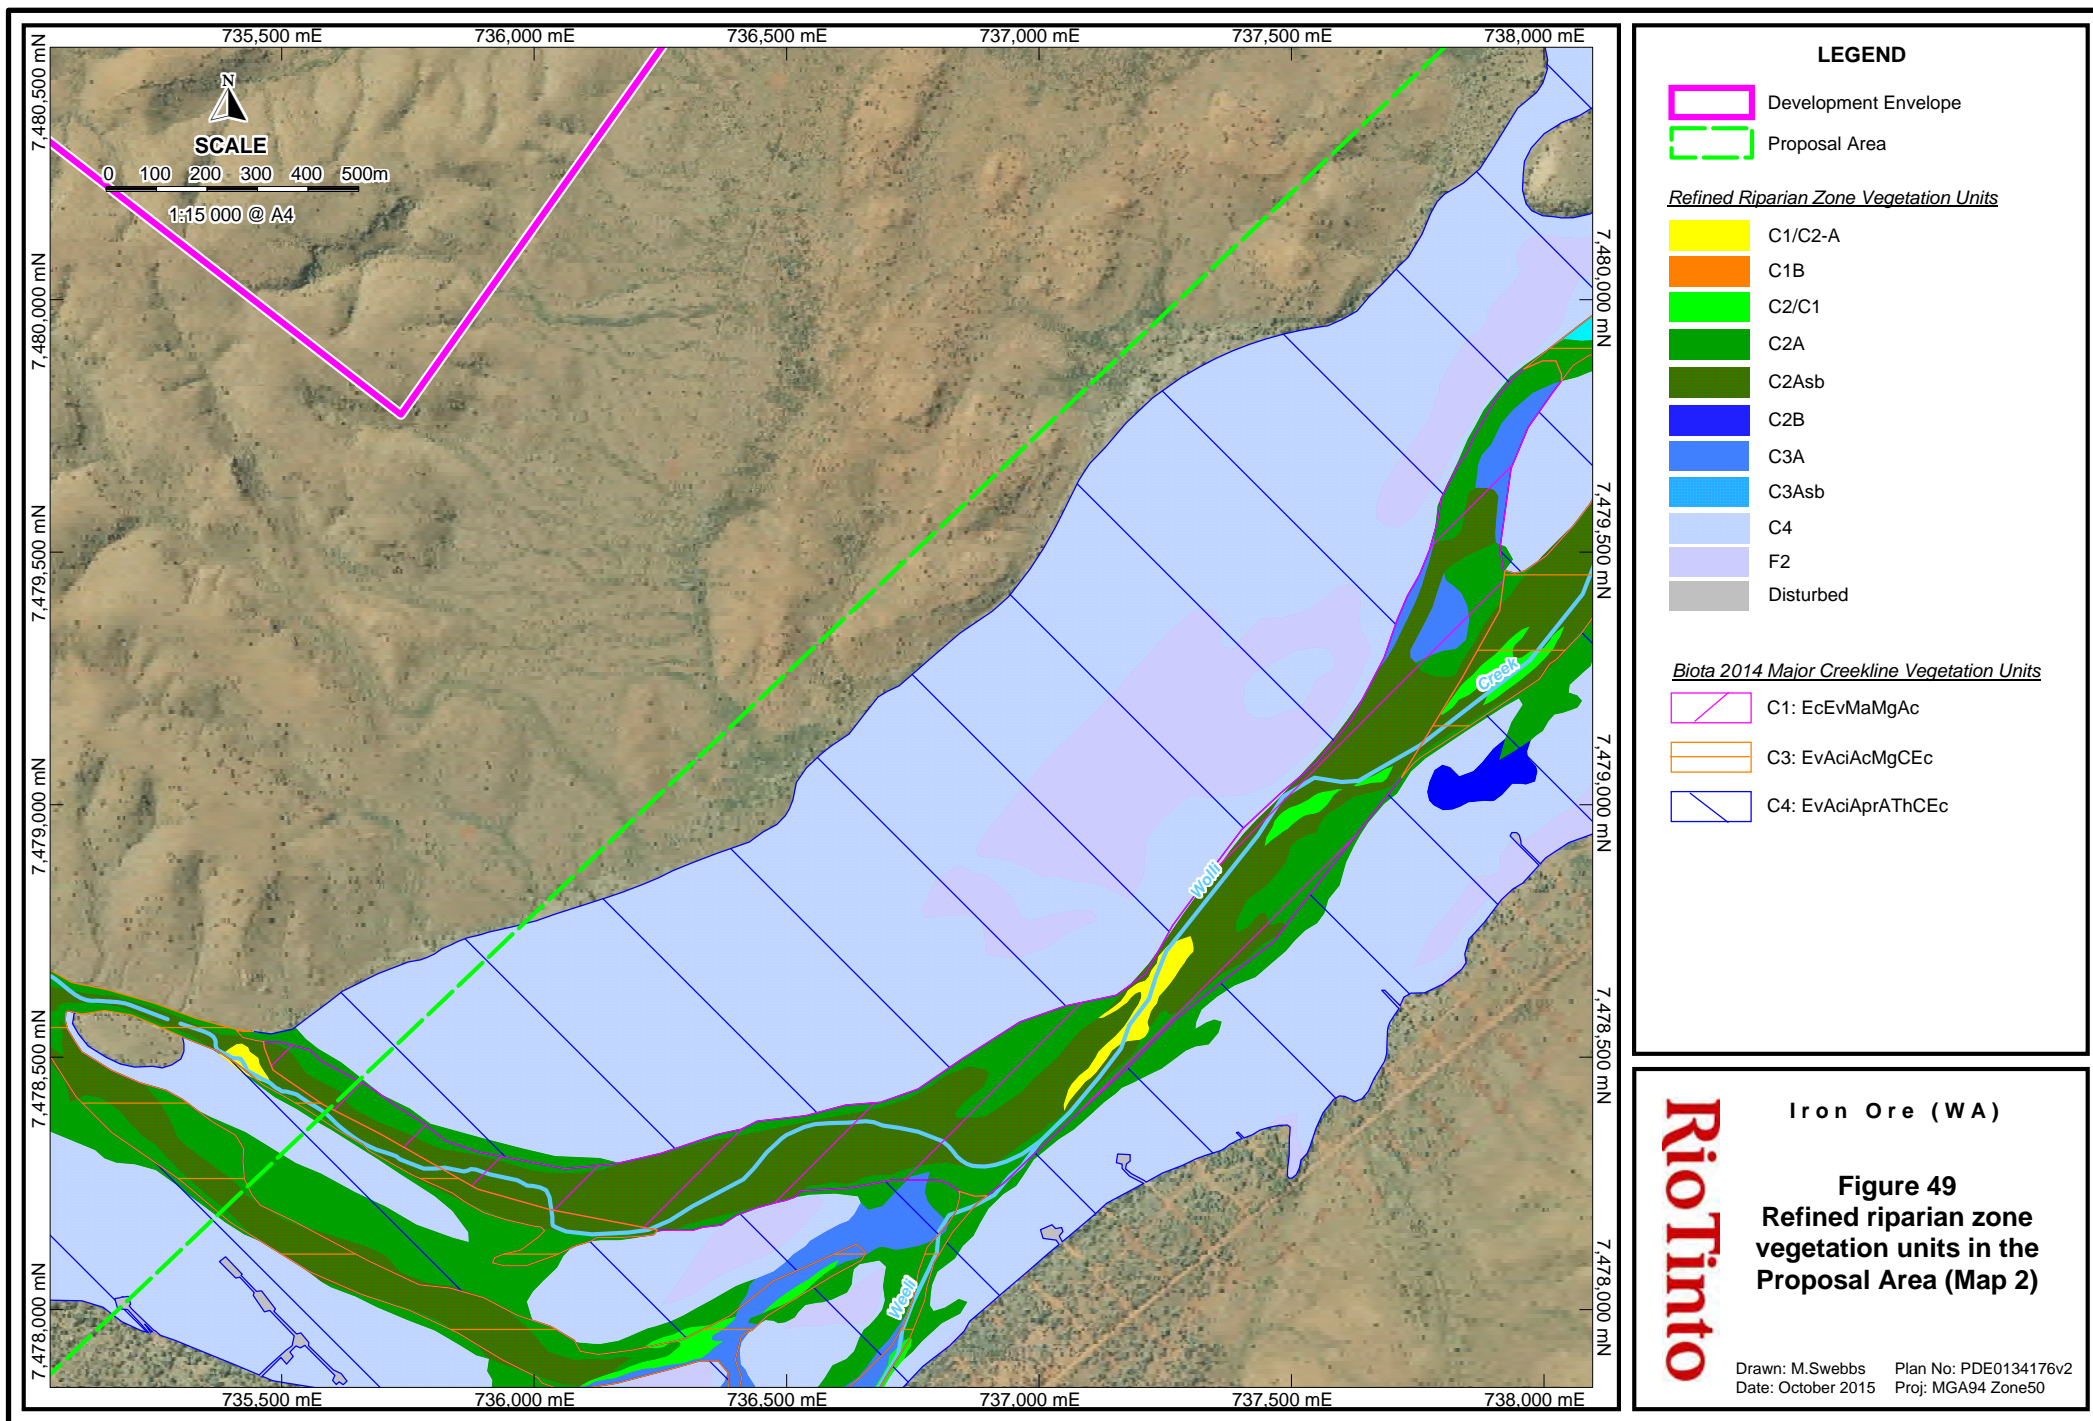 735,500 mE
736,000 mE
736,500 mE
737,000 mE
737,500 mE
738,000 mE
7,480,500 mN
7,480,000 mN
7,479,500 mN
7,479,000 mN
7,478,500 mN
7,478,000 mN
N
SCALE
0 100 200 300 400 500m
1:15 000 @ A4
Creek
Wolli
Weeli
7,480,000 mN
7,479,500 mN
7,479,000 mN
7,478,500 mN
7,478,000 mN
735,500 mE
736,000 mE
736,500 mE
737,000 mE
737,500 mE
738,000 mE
LEGEND
Development Envelope
Proposal Area
Refined Riparian Zone Vegetation Units
C1/C2-A
C1B
C2/C1
C2A
C2Asb
C2B
C3A
C3Asb
C4
F2
Disturbed
Biota 2014 Major Creekline Vegetation Units
C1: EcEvMaMgAc
C3: EvAciAcMgCEc
C4: EvAciAprAThCEc
RioTinto
Iron Ore (WA)
Figure 49
Refined riparian zone
vegetation units in the
Proposal Area (Map 2)
Drawn: M.Swebbs Plan No: PDE0134176v2
Date: October 2015 Proj: MGA94 Zone50